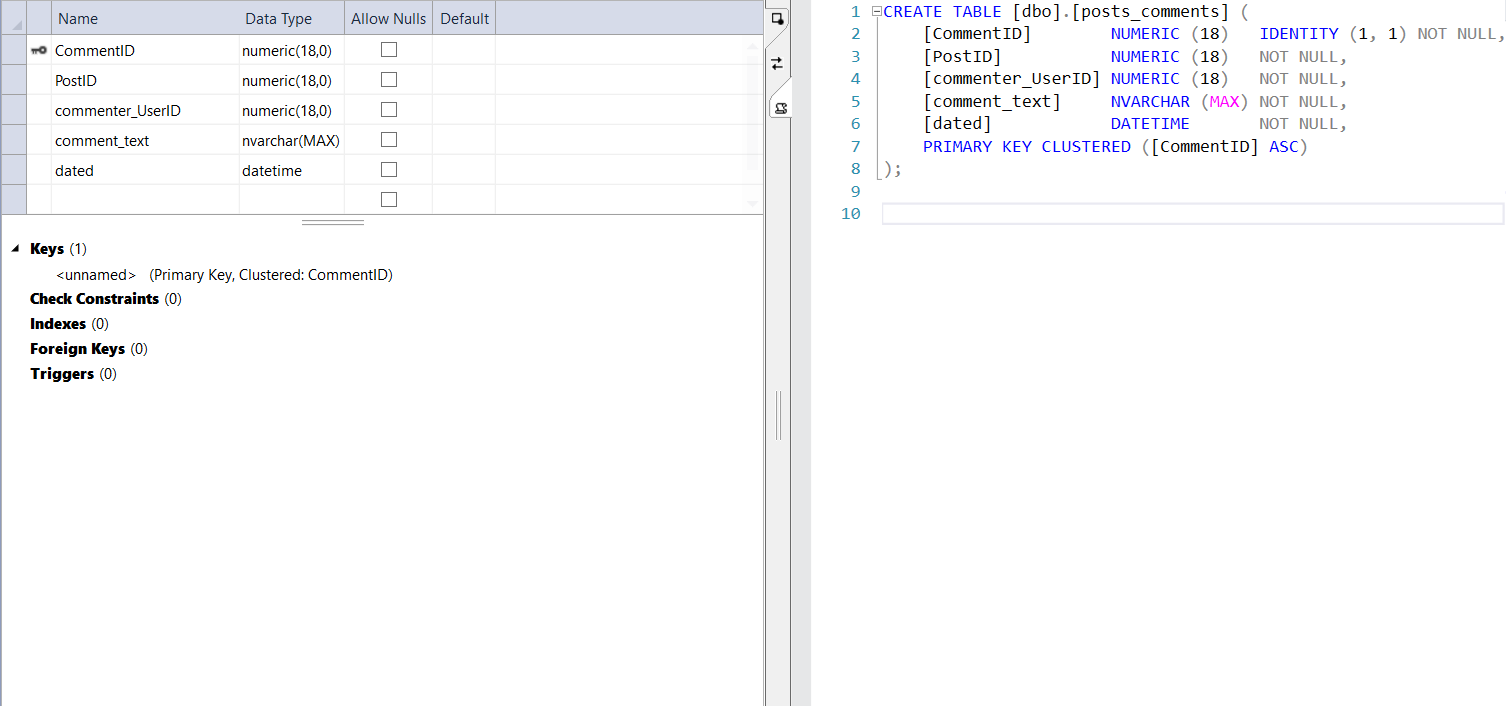 Name Data Type Allow Nulls Default
CommentID numeric(18,0)
PostID numeric(18,0)
commenter_UserID numeric(18,0)
comment_text nvarchar(MAX)
dated datetime
Keys (1)
<unnamed> (Primary Key, Clustered: CommentID)
Check Constraints (0)
Indexes (0)
Foreign Keys (0)
Triggers (0)
1 CREATE TABLE [dbo].[posts_comments] (
2 [CommentID] NUMERIC (18) IDENTITY (1, 1) NOT NULL,
3 [PostID] NUMERIC (18) NOT NULL,
4 [commenter_UserID] NUMERIC (18) NOT NULL,
5 [comment_text] NVARCHAR (MAX) NOT NULL,
6 [dated] DATETIME NOT NULL,
7 PRIMARY KEY CLUSTERED ([CommentID] ASC)
8 );
9
10